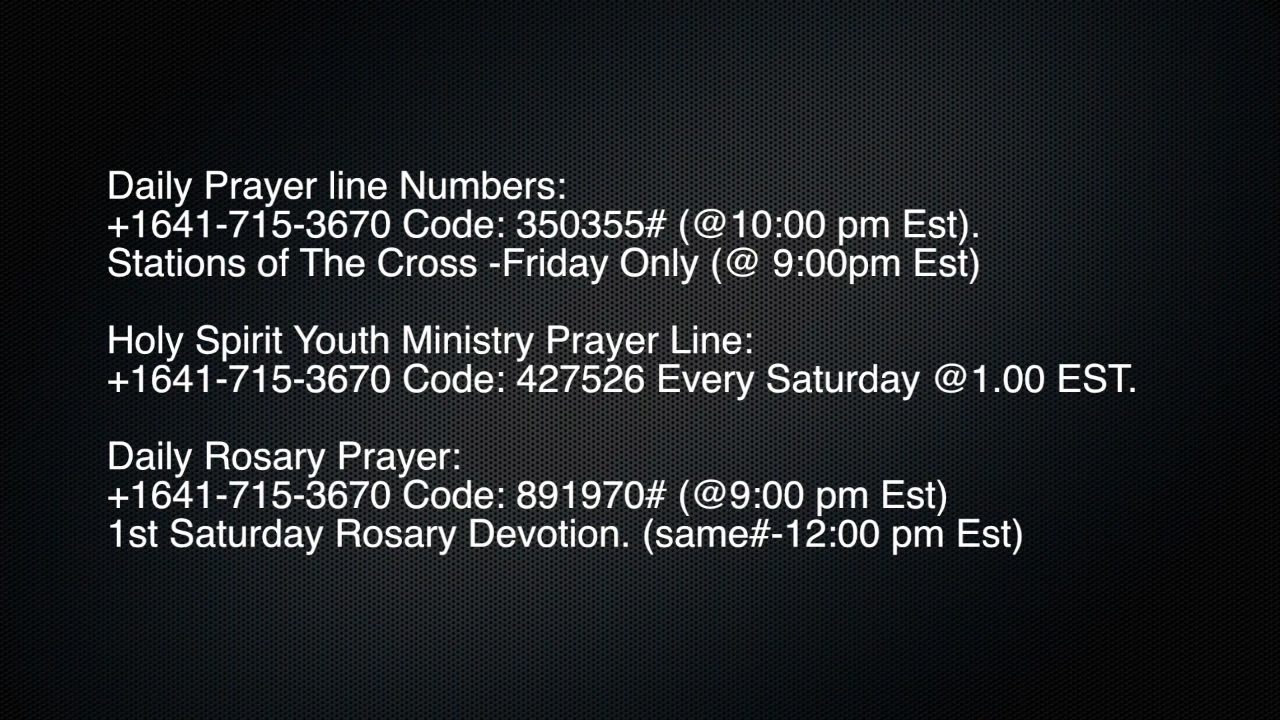 Daily Prayer line Numbers:
+1641-715-3670 Code: 350355# (@10:00 pm Est).
Stations of The Cross -Friday Only (@ 9:00pm Est)
Holy Spirit Youth Ministry Prayer Line:
+1641-715-3670 Code: 427526 Every Saturday @1.00 EST.
Daily Rosary Prayer:
+1641-715-3670 Code: 891970# (@9:00 pm Est)
1st Saturday Rosary Devotion. (same#-12:00 pm Est)